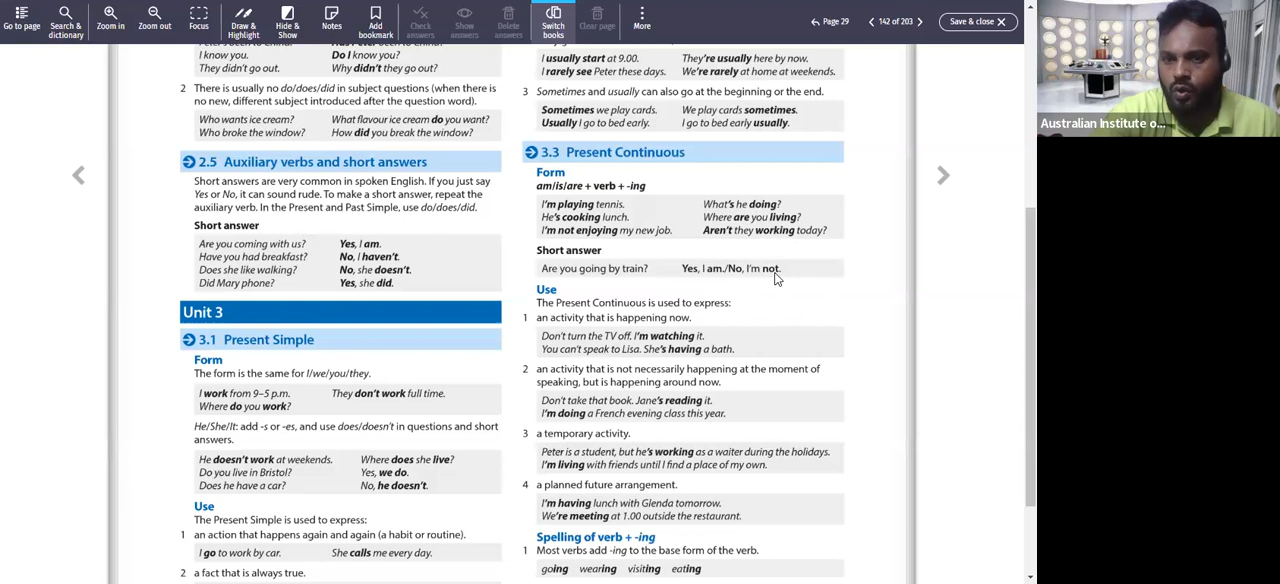 Go to page
Search & dictionary
Zoom in
Zoom out
Focus
Draw & Highlight
Hide & Show
Notes
Add bookmark
Check answers
Show answers
Delete answers
Switch books
Clear page
More
Page 29
142 of 203
Save & close
Australian Institute o...
I know you. Do I know you?
They didn't go out. Why didn't they go out?
2 There is usually no do/does/did in subject questions (when there is
no new, different subject introduced after the question word).
Who wants ice cream? What flavour ice cream do you want?
Who broke the window? How did you break the window?
2.5 Auxiliary verbs and short answers
Short answers are very common in spoken English. If you just say
Yes or No, it can sound rude. To make a short answer, repeat the
auxiliary verb. In the Present and Past Simple, use do/does/did.
Short answer
Are you coming with us? Yes, I am.
Have you had breakfast? No, I haven't.
Does she like walking? No, she doesn't.
Did Mary phone? Yes, she did.
Unit 3
3.1 Present Simple
Form
The form is the same for I/we/you/they.
I work from 9–5 p.m. They don't work full time.
Where do you work?
He/She/It: add -s or -es, and use does/doesn't in questions and short
answers.
He doesn't work at weekends. Where does she live?
Do you live in Bristol? Yes, we do.
Does he have a car? No, he doesn't.
Use
The Present Simple is used to express:
1 an action that happens again and again (a habit or routine).
I go to work by car. She calls me every day.
2 a fact that is always true.
I usually start at 9.00. They're usually here by now.
I rarely see Peter these days. We're rarely at home at weekends.
3 Sometimes and usually can also go at the beginning or the end.
Sometimes we play cards. We play cards sometimes.
Usually I go to bed early. I go to bed early usually.
3.3 Present Continuous
Form
am/is/are + verb + -ing
I'm playing tennis. What's he doing?
He's cooking lunch. Where are you living?
I'm not enjoying my new job. Aren't they working today?
Short answer
Are you going by train? Yes, I am./No, I'm not.
Use
The Present Continuous is used to express:
1 an activity that is happening now.
Don't turn the TV off. I'm watching it.
You can't speak to Lisa. She's having a bath.
2 an activity that is not necessarily happening at the moment of
speaking, but is happening around now.
Don't take that book. Jane's reading it.
I'm doing a French evening class this year.
3 a temporary activity.
Peter is a student, but he's working as a waiter during the holidays.
I'm living with friends until I find a place of my own.
4 a planned future arrangement.
I'm having lunch with Glenda tomorrow.
We're meeting at 1.00 outside the restaurant.
Spelling of verb + -ing
1 Most verbs add -ing to the base form of the verb.
going wearing visiting eating